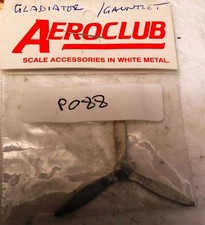 GLADIATOR /GAUNTLET
AEROCLUB
SCALE ACCESSORIES IN WHITE METAL.
P088